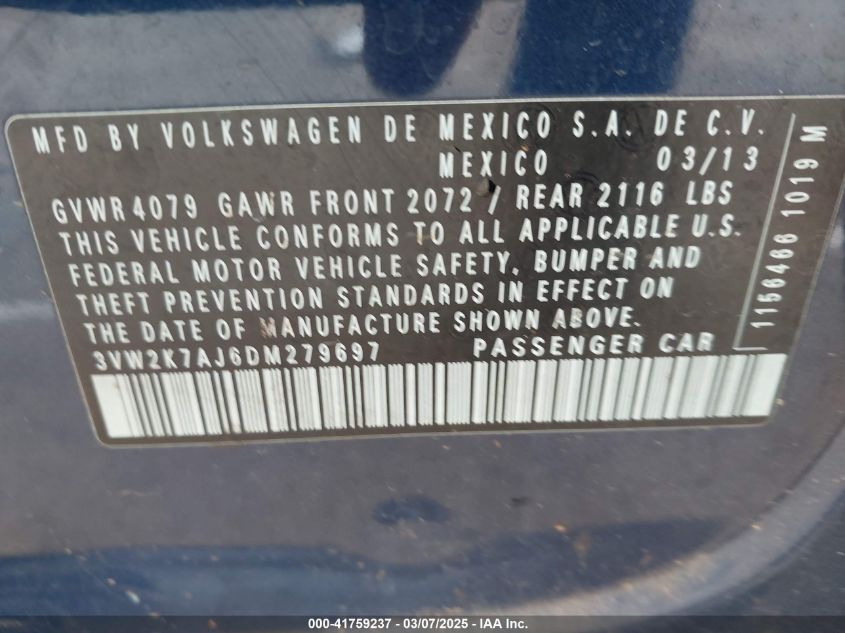 MFD BY VOLKSWAGEN DE MEXICO S.A. DE C.V.
MEXICO 03/13
GVWR 4079 GAWR FRONT 2072 / REAR 2116 LBS
THIS VEHICLE CONFORMS TO ALL APPLICABLE U.S.
FEDERAL MOTOR VEHICLE SAFETY, BUMPER AND
THEFT PREVENTION STANDARDS IN EFFECT ON
THE DATE OF MANUFACTURE SHOWN ABOVE.
3VW2K7AJ6DM279697 PASSENGER CAR
1156466 1019 M
000-41759237 - 03/07/2025 - IAA Inc.